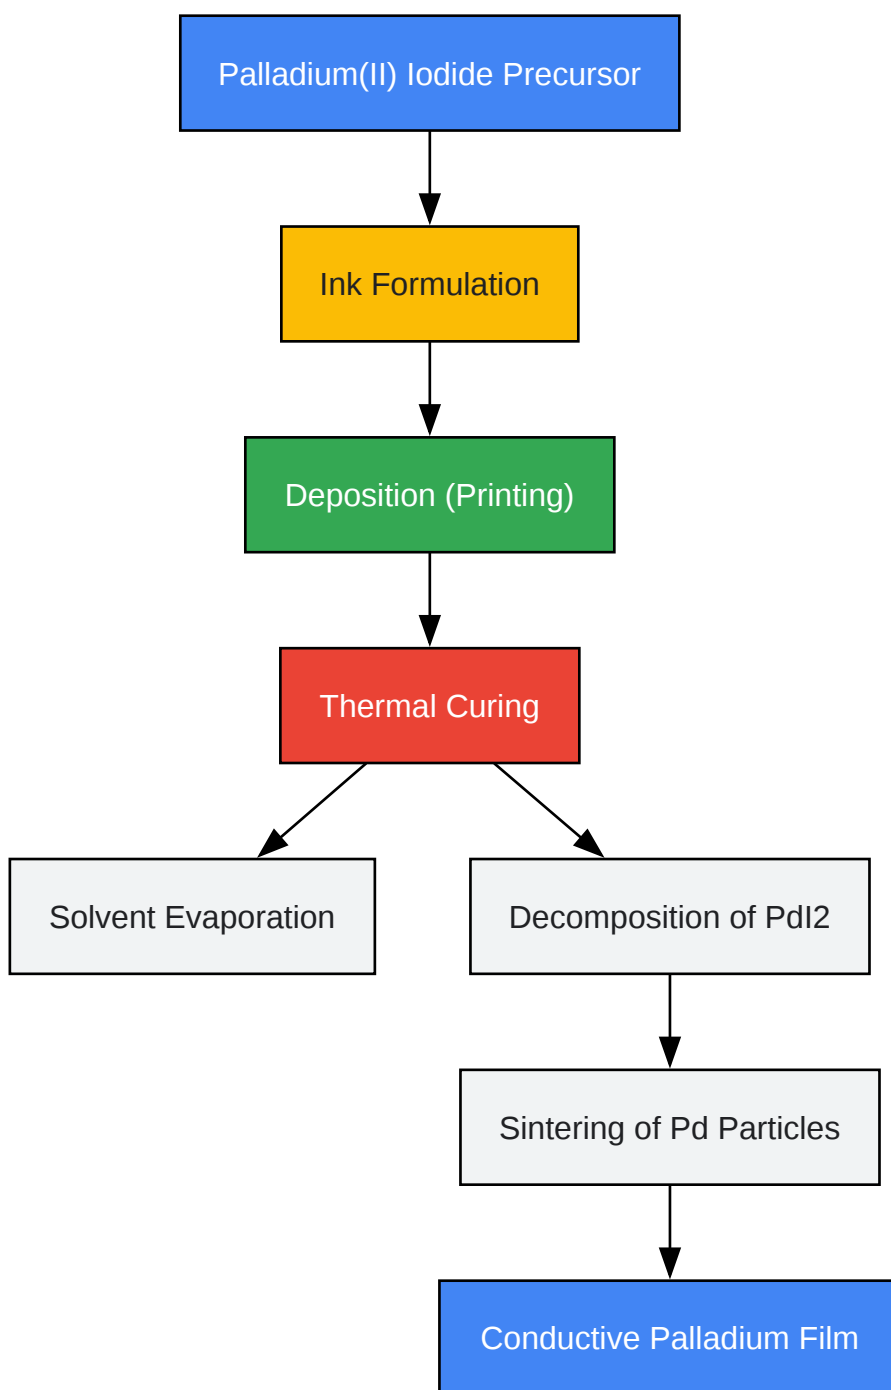 Palladium(II) Iodide Precursor
Ink Formulation
Deposition (Printing)
Thermal Curing
Solvent Evaporation
Decomposition of PdI2
Sintering of Pd Particles
Conductive Palladium Film